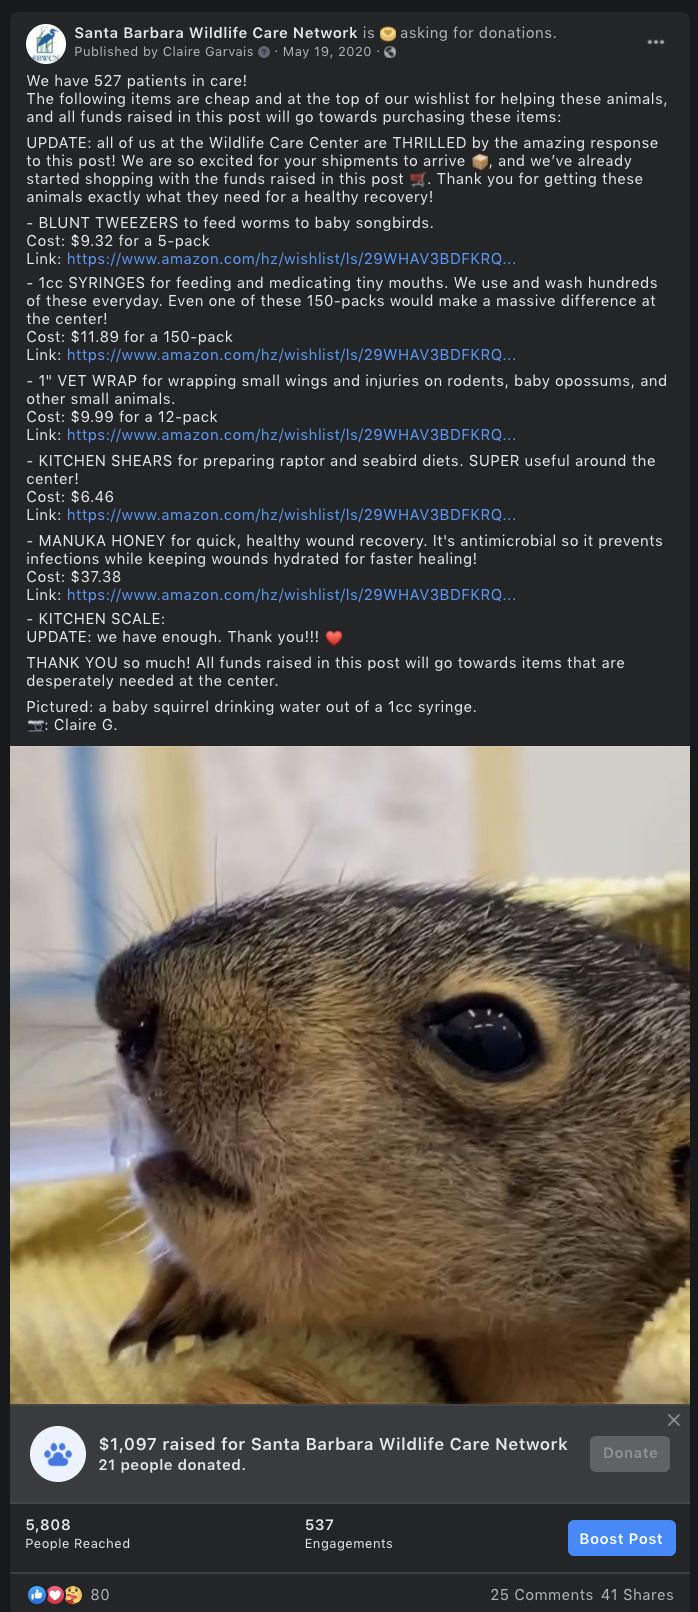 Santa Barbara Wildlife Care Network is 😊 asking for donations.
Published by Claire Garvais · May 19, 2020 ·
We have 527 patients in care!
The following items are cheap and at the top of our wishlist for helping these animals,
and all funds raised in this post will go towards purchasing these items:
UPDATE: all of us at the Wildlife Care Center are THRILLED by the amazing response
to this post! We are so excited for your shipments to arrive 📦, and we've already
started shopping with the funds raised in this post 🛒. Thank you for getting these
animals exactly what they need for a healthy recovery!
- BLUNT TWEEZERS to feed worms to baby songbirds.
Cost: $9.32 for a 5-pack
Link: https://www.amazon.com/hz/wishlist/ls/29WHAV3BDFKRQ...
- 1cc SYRINGES for feeding and medicating tiny mouths. We use and wash hundreds
of these everyday. Even one of these 150-packs would make a massive difference at
the center!
Cost: $11.89 for a 150-pack
Link: https://www.amazon.com/hz/wishlist/ls/29WHAV3BDFKRQ...
- 1" VET WRAP for wrapping small wings and injuries on rodents, baby opossums, and
other small animals.
Cost: $9.99 for a 12-pack
Link: https://www.amazon.com/hz/wishlist/ls/29WHAV3BDFKRQ...
- KITCHEN SHEARS for preparing raptor and seabird diets. SUPER useful around the
center!
Cost: $6.46
Link: https://www.amazon.com/hz/wishlist/ls/29WHAV3BDFKRQ...
- MANUKA HONEY for quick, healthy wound recovery. It's antimicrobial so it prevents
infections while keeping wounds hydrated for faster healing!
Cost: $37.38
Link: https://www.amazon.com/hz/wishlist/ls/29WHAV3BDFKRQ...
- KITCHEN SCALE:
UPDATE: we have enough. Thank you!!! ❤️
THANK YOU so much! All funds raised in this post will go towards items that are
desperately needed at the center.
Pictured: a baby squirrel drinking water out of a 1cc syringe.
📷: Claire G.
$1,097 raised for Santa Barbara Wildlife Care Network
21 people donated.
Donate
5,808
People Reached
537
Engagements
Boost Post
80
25 Comments 41 Shares